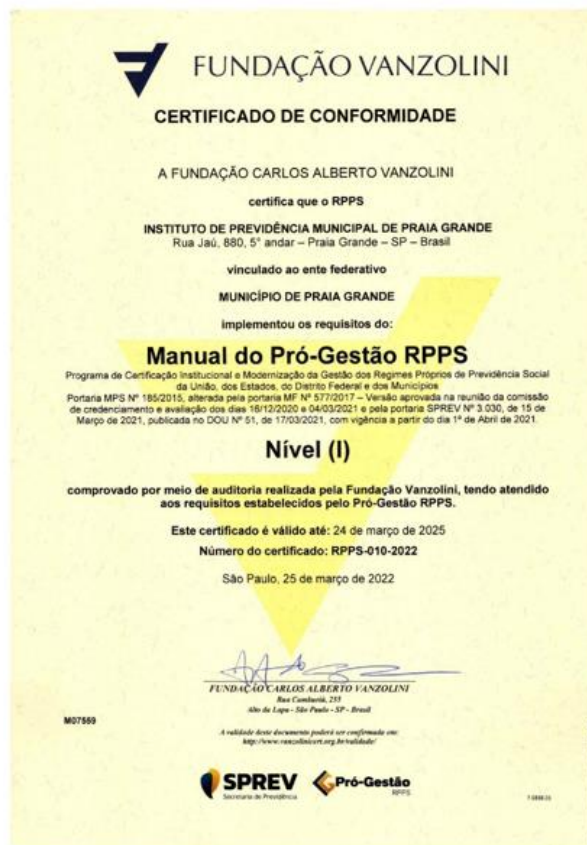 FUNDAÇÃO VANZOLINI
CERTIFICADO DE CONFORMIDADE
A FUNDAÇÃO CARLOS ALBERTO VANZOLINI
certifica que o RPPS
INSTITUTO DE PREVIDÊNCIA MUNICIPAL DE PRAIA GRANDE
Rua Jaú, 880, 5° andar – Praia Grande – SP – Brasil
vinculado ao ente federativo
MUNICÍPIO DE PRAIA GRANDE
implementou os requisitos do:
Manual do Pró-Gestão RPPS
Programa de Certificação Institucional e Modernização da Gestão dos Regimes Próprios de Previdência Social
da União, dos Estados, do Distrito Federal e dos Municípios
Portaria MPS Nº 185/2015, alterada pela portaria MF Nº 577/2017 – Versão aprovada na reunião da comissão
de credenciamento e avaliação dos dias 16/12/2020 e 04/03/2021 e pela portaria SPREV Nº 3.030, de 15 de
Março de 2021, publicada no DOU Nº 51, de 17/03/2021, com vigência a partir do dia 1º de Abril de 2021.
Nível (I)
comprovado por meio de auditoria realizada pela Fundação Vanzolini, tendo atendido
aos requisitos estabelecidos pelo Pró-Gestão RPPS.
Este certificado é válido até: 24 de março de 2025
Número do certificado: RPPS-010-2022
São Paulo, 25 de março de 2022
FUNDAÇÃO CARLOS ALBERTO VANZOLINI
Rua Camburiú, 255
Alto da Lapa - São Paulo - SP - Brasil
M07559
A validade deste documento poderá ser confirmada em:
http://www.vanzolinicert.org.br/validade/
SPREV
Secretaria de Previdência
Pró-Gestão
RPPS